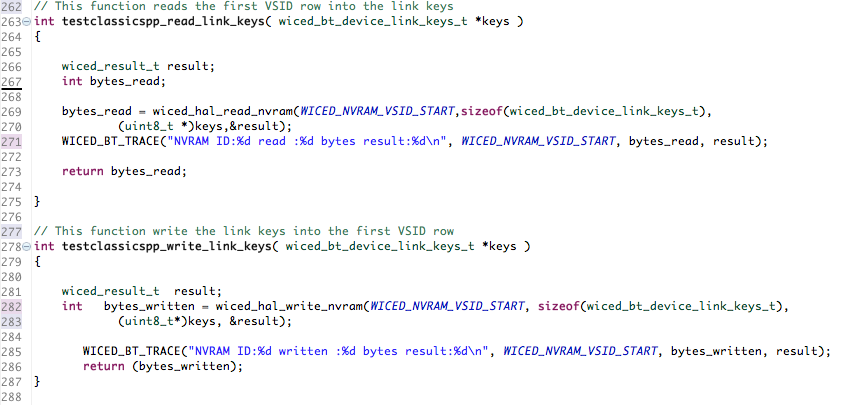 262 // This function reads the first VSID row into the link keys
263 int testclassicspp_read_link_keys( wiced_bt_device_link_keys_t *keys )
264 {
265
266     wiced_result_t result;
267     int bytes_read;
268
269     bytes_read = wiced_hal_read_nvram(WICED_NVRAM_VSID_START,sizeof(wiced_bt_device_link_keys_t),
270             (uint8_t *)keys,&result);
271     WICED_BT_TRACE("NVRAM ID:%d read :%d bytes result:%d\n", WICED_NVRAM_VSID_START, bytes_read, result);
272
273     return bytes_read;
274
275 }
276
277 // This function write the link keys into the first VSID row
278 int testclassicspp_write_link_keys( wiced_bt_device_link_keys_t *keys )
279 {
280
281     wiced_result_t  result;
282     int   bytes_written = wiced_hal_write_nvram(WICED_NVRAM_VSID_START, sizeof(wiced_bt_device_link_keys_t),
283             (uint8_t*)keys, &result);
284
285        WICED_BT_TRACE("NVRAM ID:%d written :%d bytes result:%d\n", WICED_NVRAM_VSID_START, bytes_written, result);
286        return (bytes_written);
287 }
288